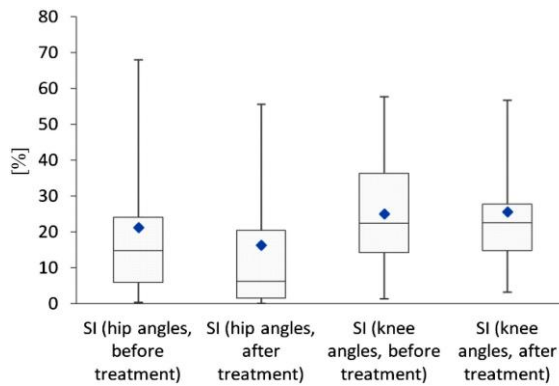 80
70
60
50
40
30
20
10
0
[%]
SI (hip angles, before treatment)
SI (hip angles, after treatment)
SI (knee angles, before treatment)
SI (knee angles, after treatment)